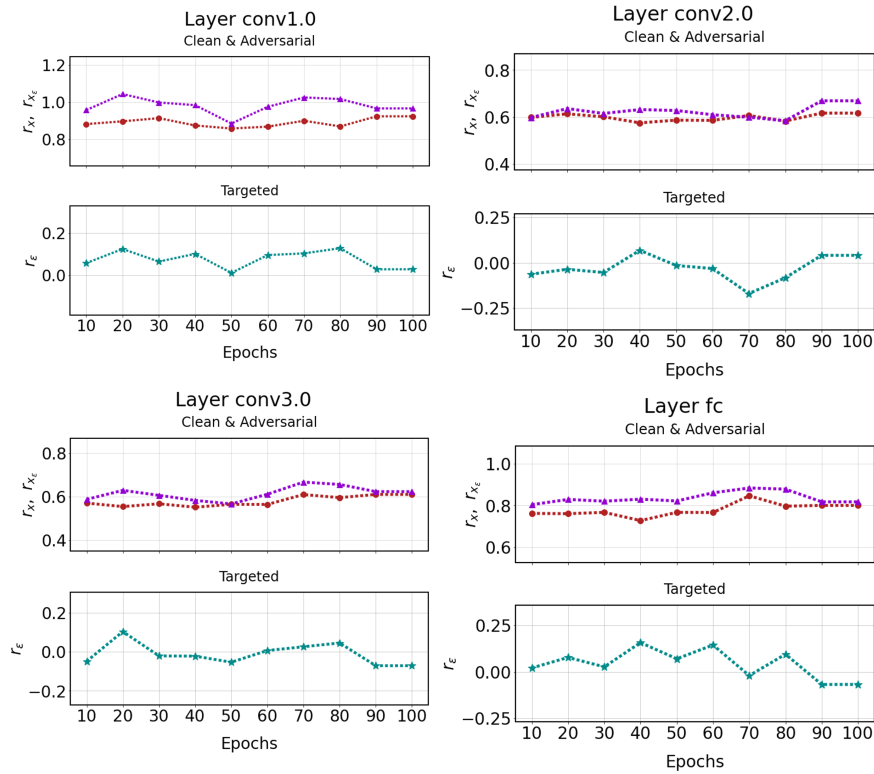 Layer conv1.0
Clean & Adversarial
1.2
1.0
0.8
r_x, r_{x_ε}
Targeted
0.2
0.0
r_ε
10 20 30 40 50 60 70 80 90 100
Epochs
Layer conv2.0
Clean & Adversarial
0.8
0.6
0.4
r_x, r_{x_ε}
Targeted
0.25
0.00
−0.25
r_ε
10 20 30 40 50 60 70 80 90 100
Epochs
Layer conv3.0
Clean & Adversarial
0.8
0.6
0.4
r_x, r_{x_ε}
Targeted
0.2
0.0
−0.2
r_ε
10 20 30 40 50 60 70 80 90 100
Epochs
Layer fc
Clean & Adversarial
1.0
0.8
0.6
r_x, r_{x_ε}
Targeted
0.25
0.00
−0.25
r_ε
10 20 30 40 50 60 70 80 90 100
Epochs